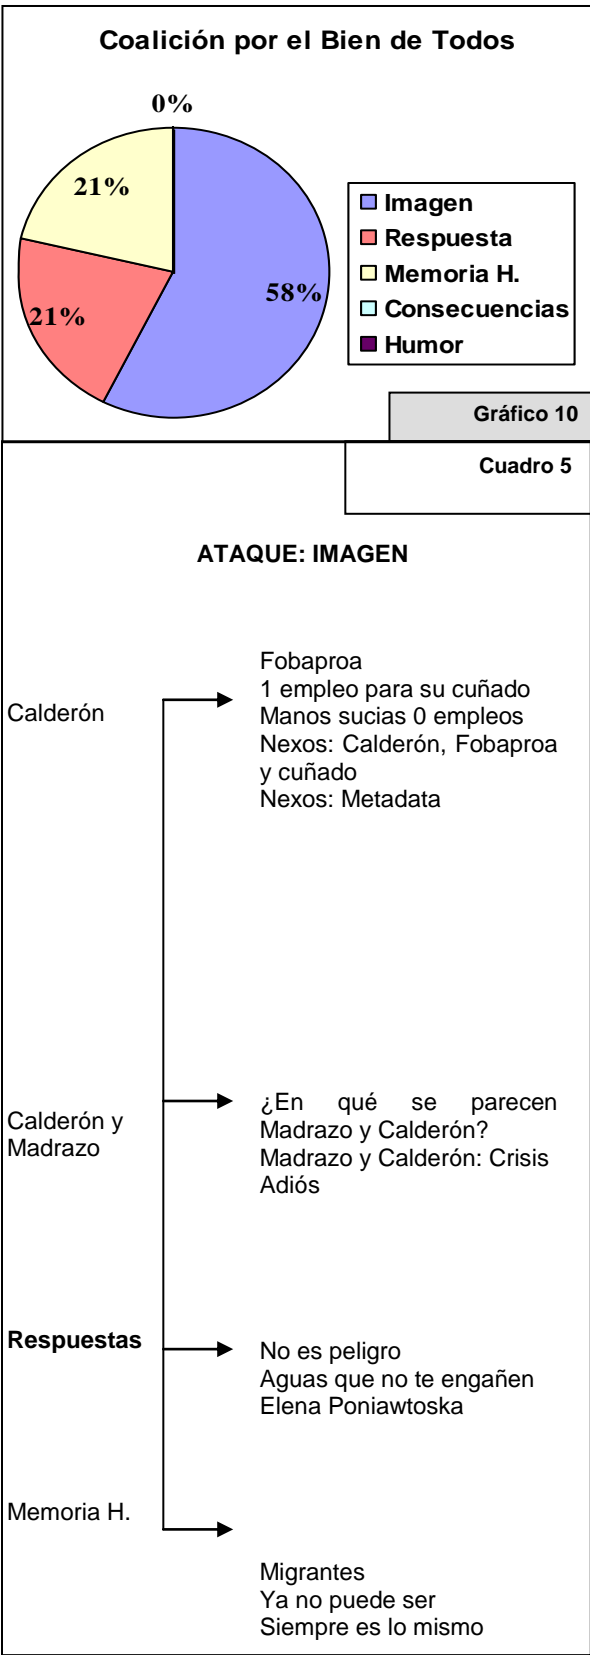 Coalición por el Bien de Todos
0%
21%
58%
21%
Imagen
Respuesta
Memoria H.
Consecuencias
Humor
Gráfico 10
Cuadro 5
ATAQUE: IMAGEN
Calderón
Fobaproa
1 empleo para su cuñado
Manos sucias 0 empleos
Nexos: Calderón, Fobaproa
y cuñado
Nexos: Metadata
Calderón y
Madrazo
¿En qué se parecen
Madrazo y Calderón?
Madrazo y Calderón: Crisis
Adiós
Respuestas
No es peligro
Aguas que no te engañen
Elena Poniawtoska
Memoria H.
Migrantes
Ya no puede ser
Siempre es lo mismo